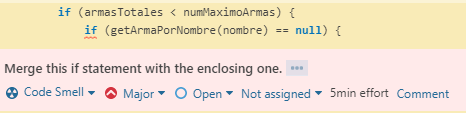 if (armasTotales < numMaximoArmas) {
if (getArmaPorNombre(nombre) == null) {
Merge this if statement with the enclosing one. •••
Code Smell Major Open Not assigned 5min effort Comment